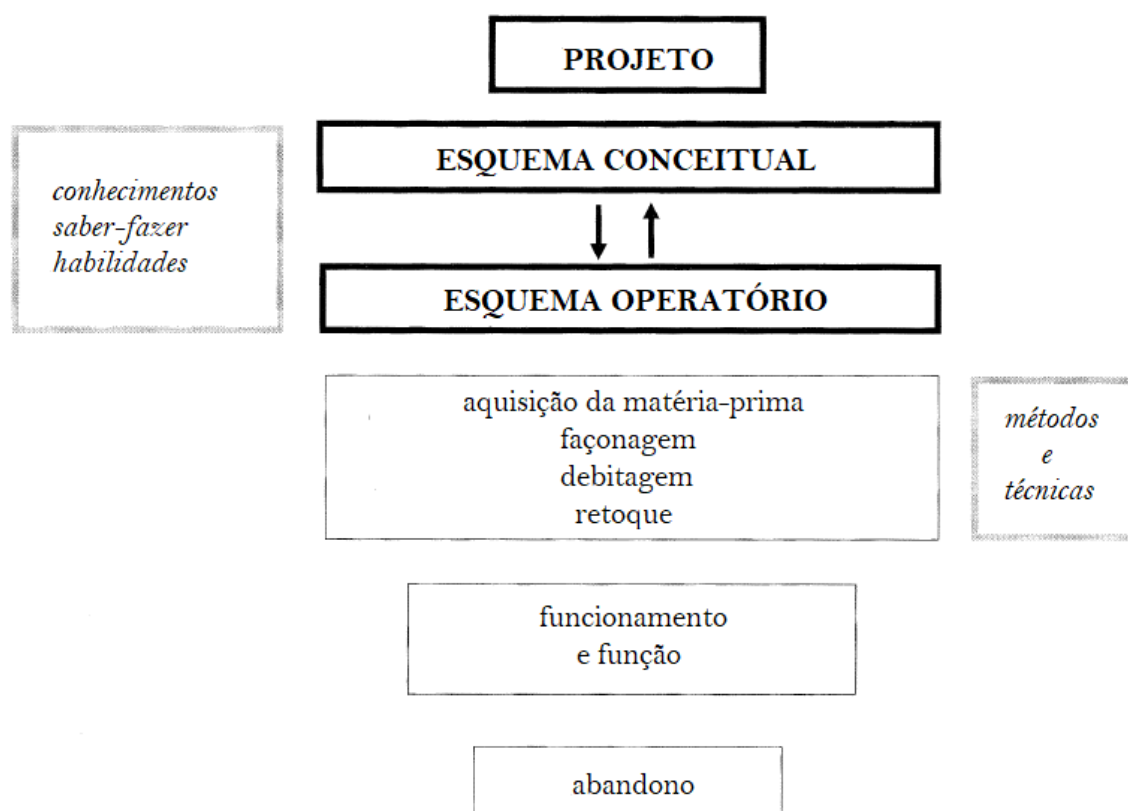 PROJETO
ESQUEMA CONCEITUAL
conhecimentos
saber-fazer
habilidades
ESQUEMA OPERATÓRIO
aquisição da matéria-prima
façonagem
debitagem
retoque
métodos
e
técnicas
funcionamento
e função
abandono